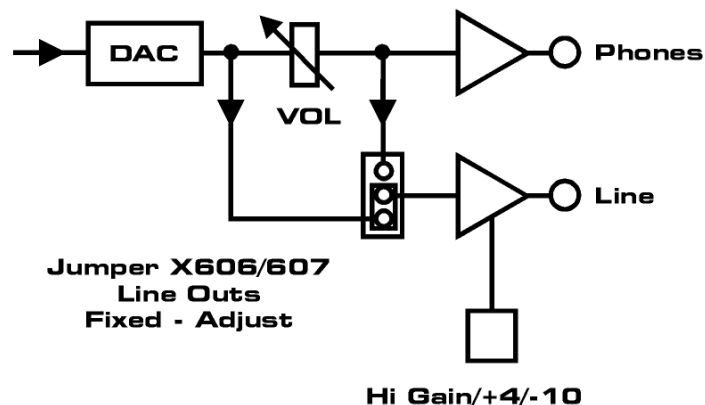 DAC
Phones
VOL
Line
Jumper X606/607
Line Outs
Fixed - Adjust
Hi Gain/+4/-10